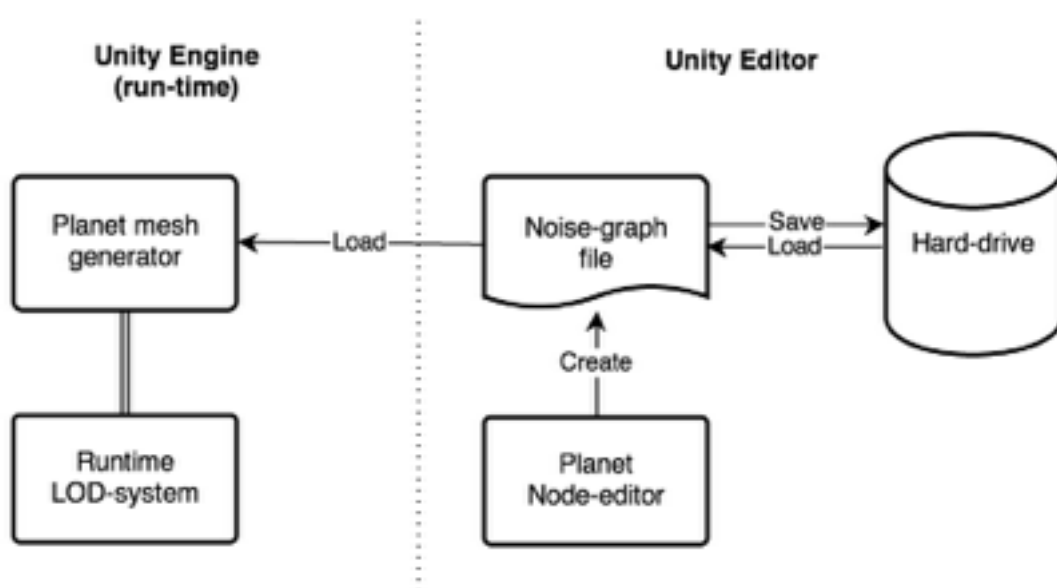 Unity Engine
(run-time)
Unity Editor
Planet mesh
generator
Load
Noise-graph
file
Save
Load
Hard-drive
Create
Runtime
LOD-system
Planet
Node-editor